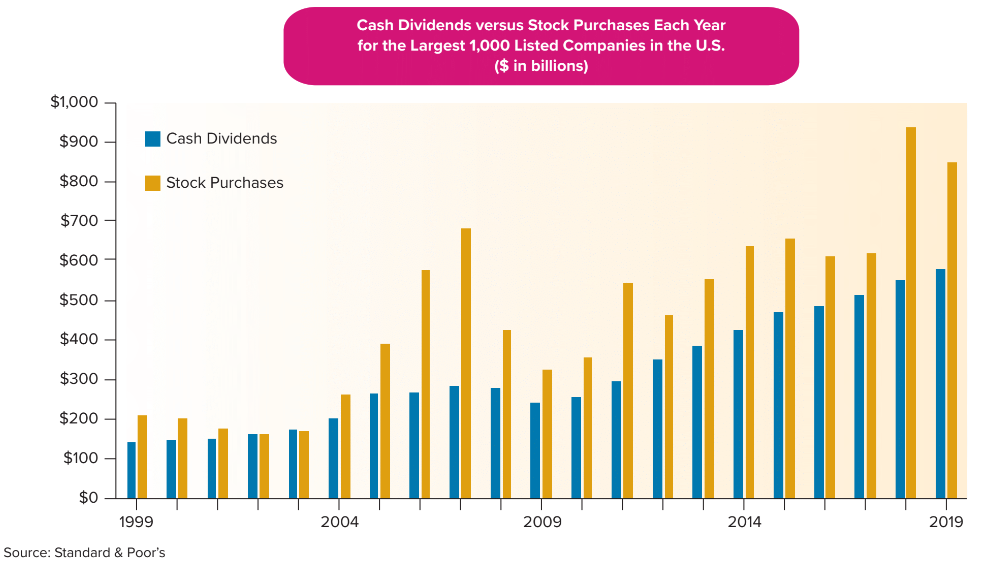 Cash Dividends versus Stock Purchases Each Year
for the Largest 1,000 Listed Companies in the U.S.
($ in billions)
$1,000
$900
$800
$700
$600
$500
$400
$300
$200
$100
$0
Cash Dividends
Stock Purchases
1999
2004
2009
2014
2019
Source: Standard & Poor’s